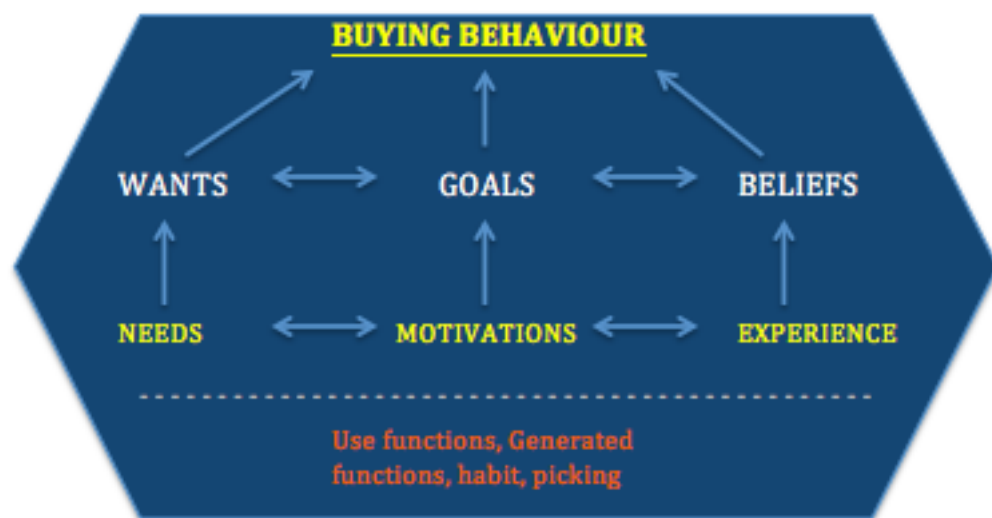 BUYING BEHAVIOUR
WANTS GOALS BELIEFS
NEEDS MOTIVATIONS EXPERIENCE
Use functions, Generated
functions, habit, picking